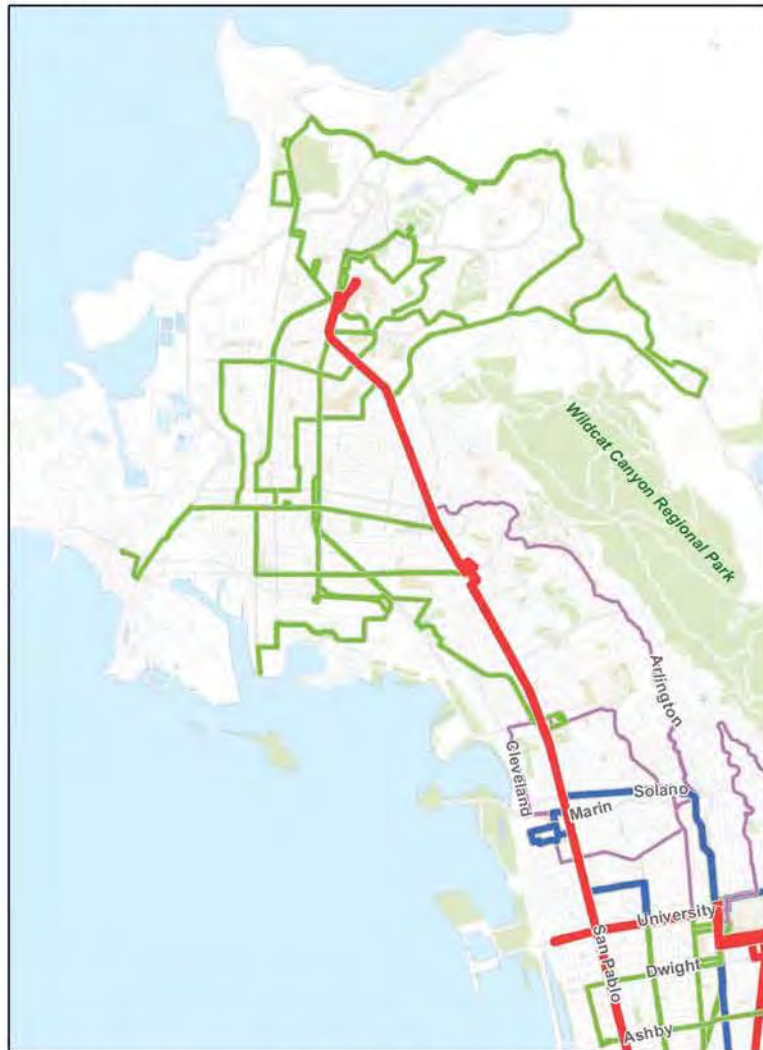 Wildcat Canyon Regional Park
Arlington
Cleveland
Solano
Marin
University
San Pablo
Dwight
Ashby